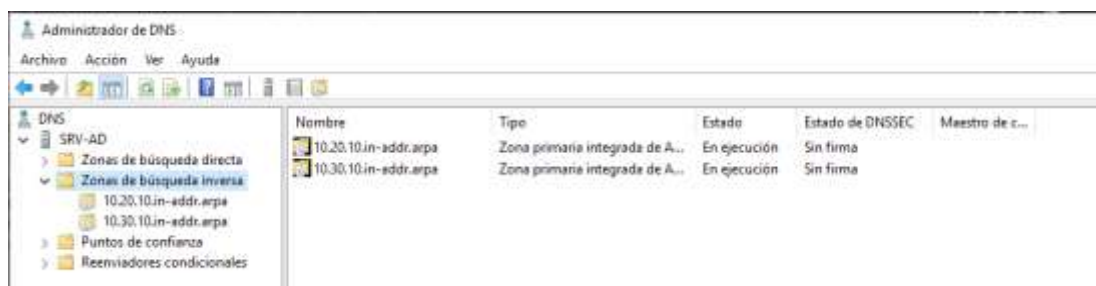 Administrador de DNS
Archivo Acción Ver Ayuda
DNS
SRV-AD
Zonas de búsqueda directa
Zonas de búsqueda inversa
10.20.10.in-addr.arpa
10.30.10.in-addr.arpa
Puntos de confianza
Reenviadores condicionales
Nombre Tipo Estado Estado de DNSSEC Maestro de c...
10.20.10.in-addr.arpa Zona primaria integrada de A... En ejecución Sin firma
10.30.10.in-addr.arpa Zona primaria integrada de A... En ejecución Sin firma